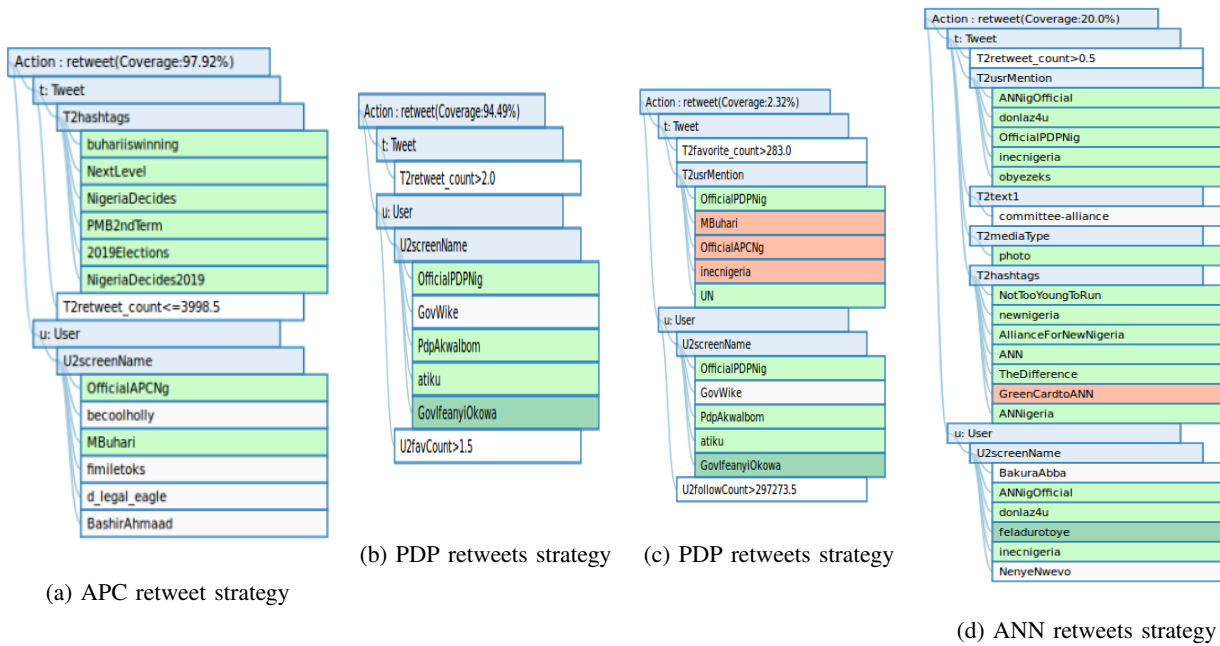 Action : retweet(Coverage:97.92%)
t: Tweet
T2hashtags
buhariiswinning
NextLevel
NigeriaDecides
PMB2ndTerm
2019Elections
NigeriaDecides2019
T2retweet_count<=3998.5
u: User
U2screenName
OfficialAPCNg
becoolholly
MBuhari
fimiletoks
d_legal_eagle
BashirAhmaad
(a) APC retweet strategy
Action : retweet(Coverage:94.49%)
t: Tweet
T2retweet_count>2.0
u: User
U2screenName
OfficialPDPNig
GovWike
PdpAkwaIbom
atiku
GovIfeanyiOkowa
U2favCount>1.5
(b) PDP retweets strategy
Action : retweet(Coverage:2.32%)
t: Tweet
T2favorite_count>283.0
T2usrMention
OfficialPDPNig
MBuhari
OfficialAPCNg
inecnigeria
UN
u: User
U2screenName
OfficialPDPNig
GovWike
PdpAkwaIbom
atiku
GovIfeanyiOkowa
U2followCount>297273.5
(c) PDP retweets strategy
Action : retweet(Coverage:20.0%)
t: Tweet
T2retweet_count>0.5
T2usrMention
ANNigOfficial
donlaz4u
OfficialPDPNig
inecnigeria
obyezeks
T2text1
committee-alliance
T2mediaType
photo
T2hashtags
NotTooYoungToRun
newnigeria
AllianceForNewNigeria
ANN
TheDifference
GreenCardtoANN
ANNigeria
u: User
U2screenName
BakuraAbba
ANNigOfficial
donlaz4u
feladurotoye
inecnigeria
NenyeNwevo
(d) ANN retweets strategy